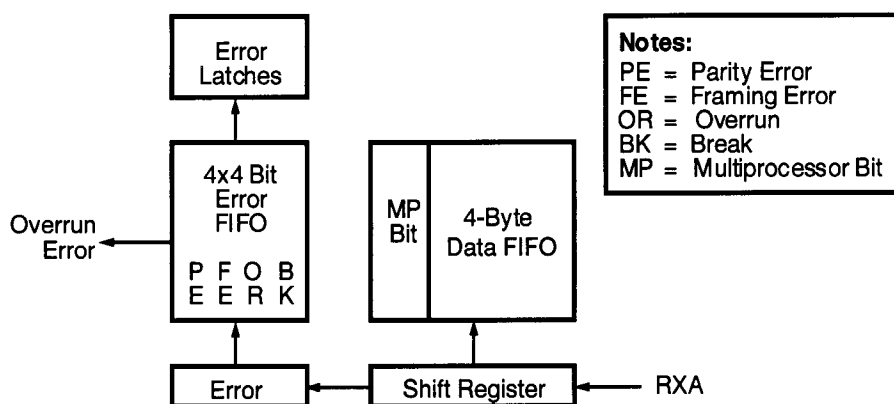 Error
Latches
Notes:
PE = Parity Error
FE = Framing Error
OR = Overrun
BK = Break
MP = Multiprocessor Bit
4x4 Bit
Error
FIFO
P F O B
E E R K
MP
Bit
4-Byte
Data FIFO
Overrun
Error
Error
Shift Register
RXA